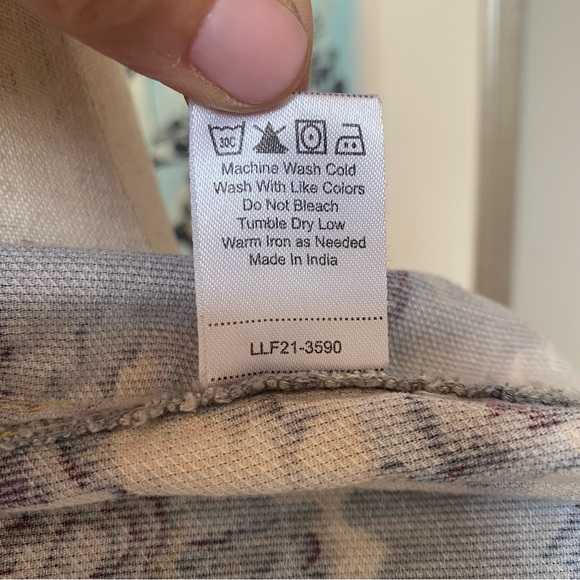 30C
Machine Wash Cold
Wash With Like Colors
Do Not Bleach
Tumble Dry Low
Warm Iron as Needed
Made In India
LLF21-3590